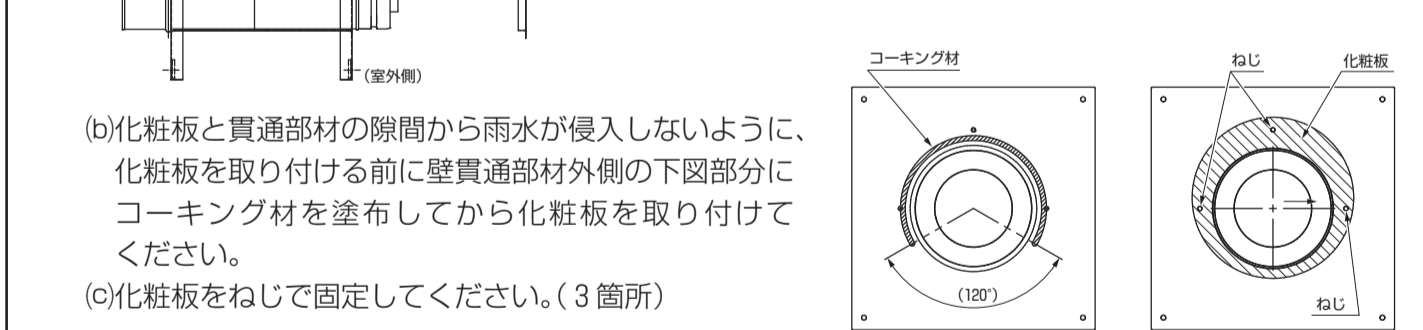 (室外側)
(b)化粧板と貫通部材の隙間から雨水が侵入しないように、
化粧板を取り付ける前に壁貫通部材外側の下図部分に
コーキング材を塗布してから化粧板を取り付けて
ください。
(c)化粧板をねじで固定してください。(3箇所)
コーキング材
(120°)
ねじ
化粧板
ねじ